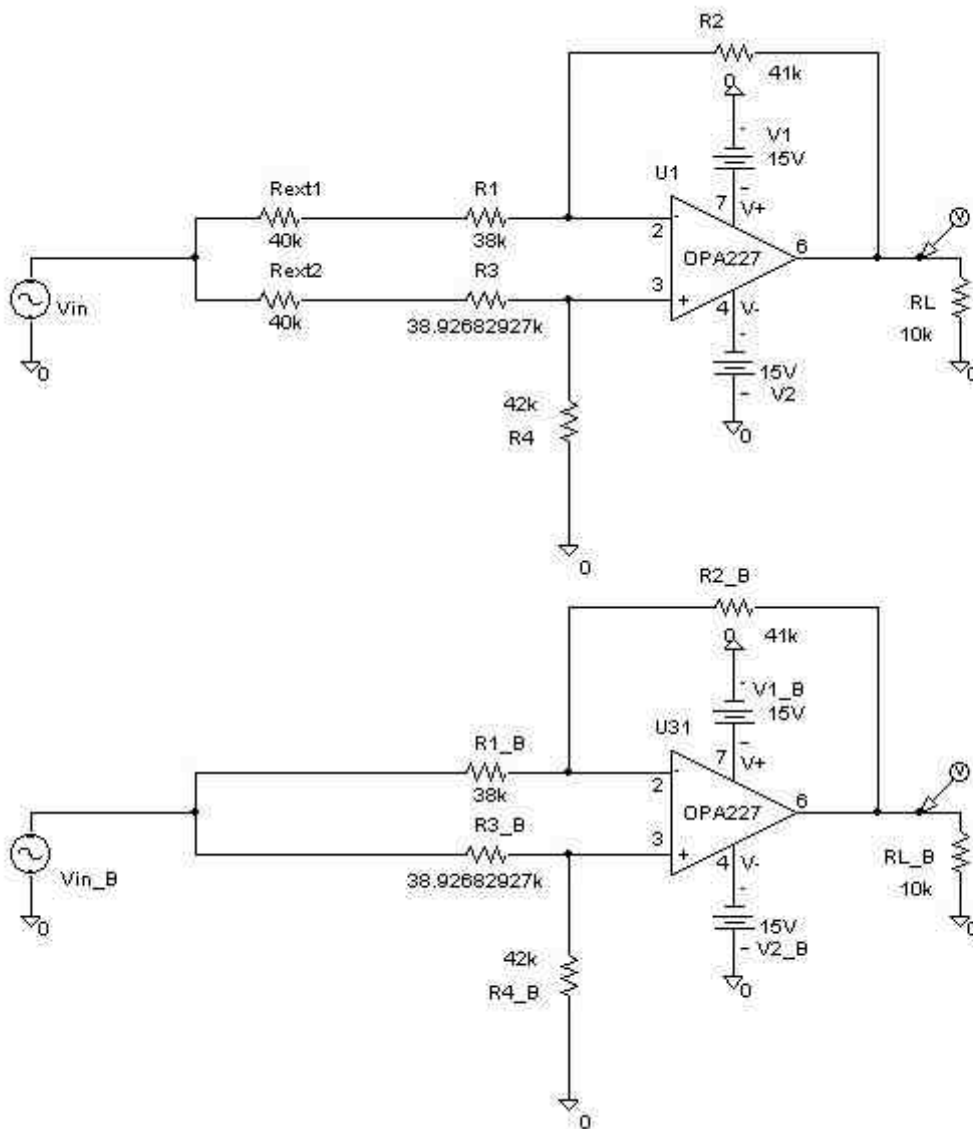 R2
41k
0
V1
15V
U1
Rext1
R1
7
V+
-
2
40k
38k
OPA227
6
V
Rext2
R3
3
+
4
V-
RL
Vin
40k
38.92682927k
10k
15V
V2
0
0
42k
R4
0
0
R2_B
41k
0
V1_B
15V
U31
R1_B
7
V+
-
2
38k
OPA227
6
V
R3_B
3
+
4
V-
RL_B
Vin_B
38.92682927k
10k
15V
V2_B
0
0
42k
R4_B
0
0
0